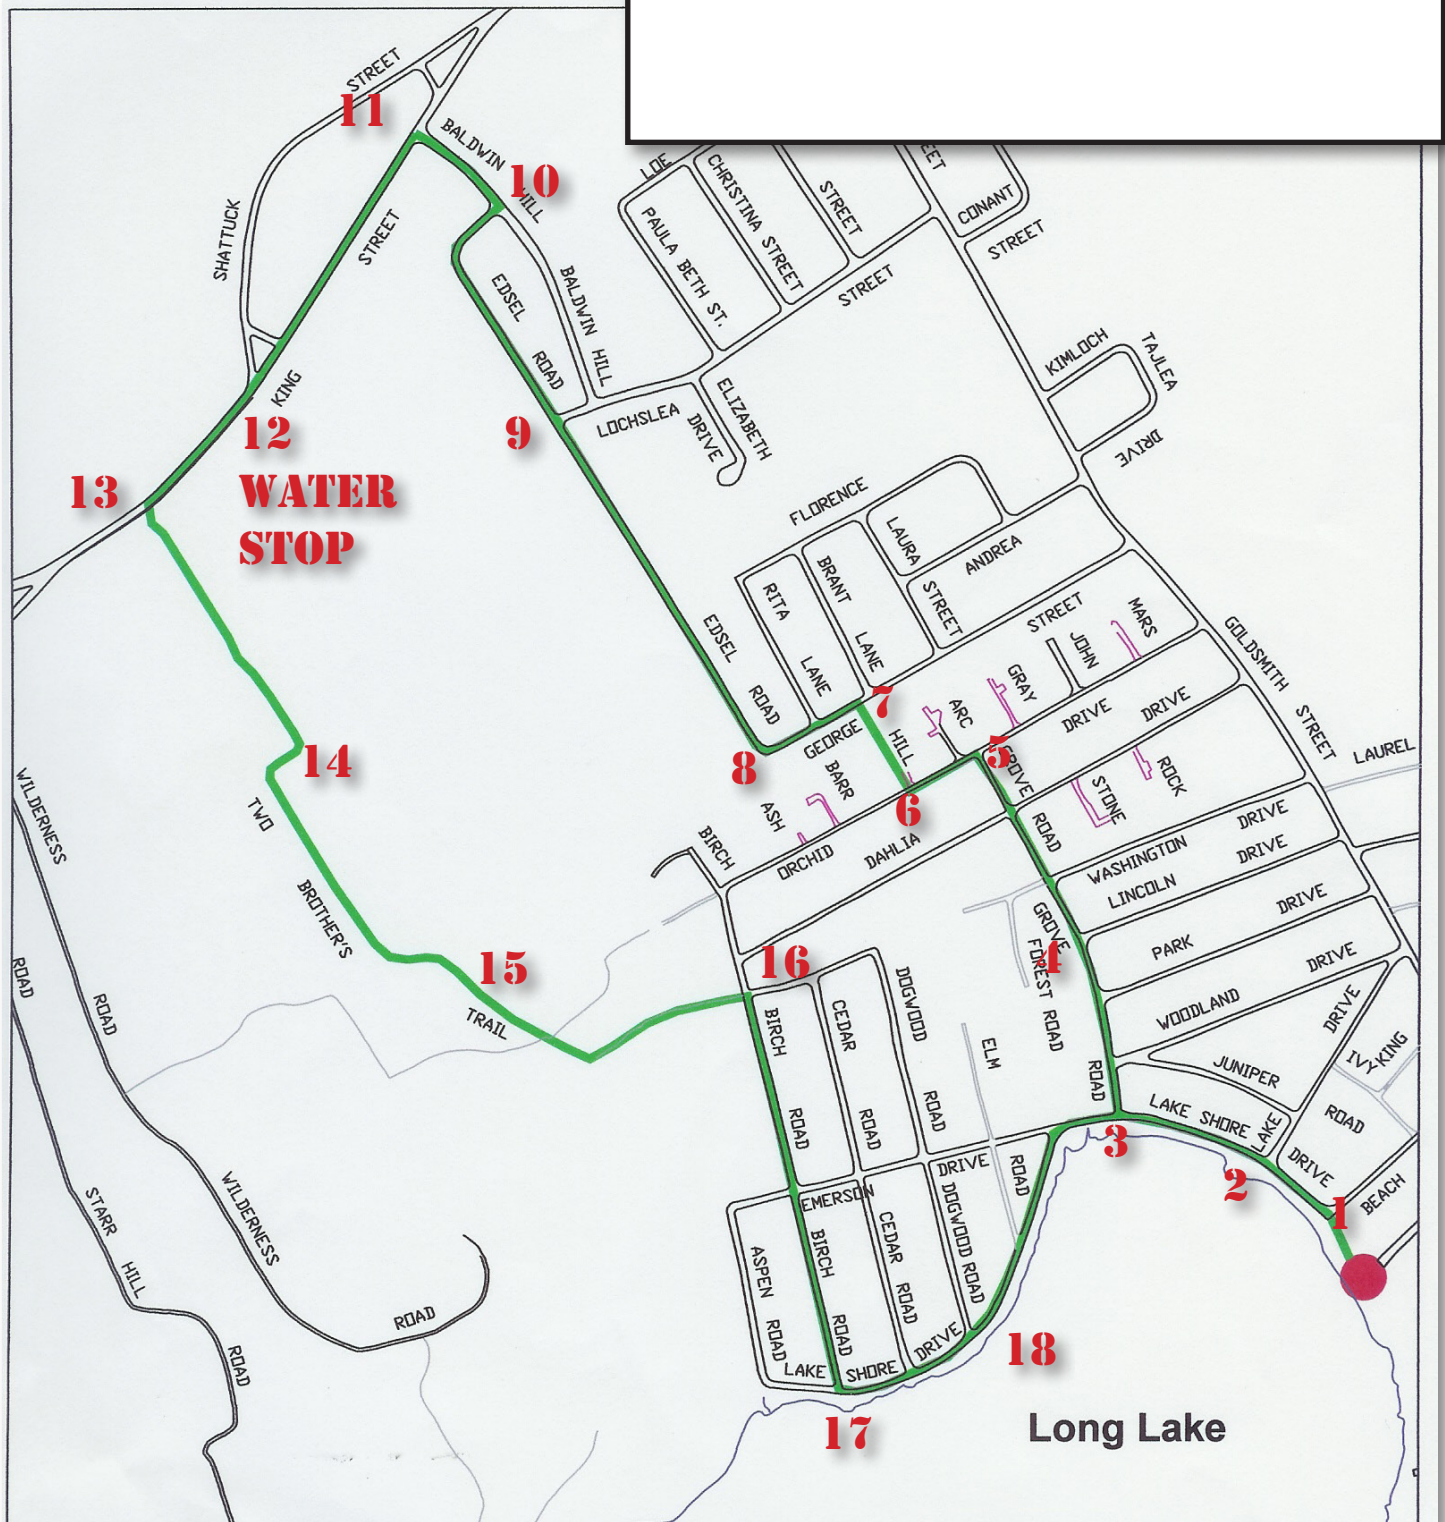 STREET
11
BALDWIN
HILL
10
SHATTUCK
STREET
KING
12
WATER
STOP
13
EDSEL
ROAD
BALDWIN HILL
9
LOCHSLEA
DRIVE
ELIZABETH
LOE
PAULA BETH ST.
CHRISTINA STREET
STREET
STREET
EET
CONANT
STREET
KIMLOCH
TAJLEA
DRIVE
FLORENCE
LAURA
STREET
ANDREA
BRANT
LANE
RITA
LANE
EDSEL
ROAD
STREET
JOHN
MARS
GOLDSMITH
STREET
LAUREL
7
GEORGE
HILL
8
ARC
GRAY
DRIVE
DRIVE
5
GROVE
ROAD
6
BARR
ASH
BIRCH
ORCHID
DAHLIA
STONE
ROCK
WASHINGTON
DRIVE
LINCOLN
DRIVE
PARK
DRIVE
WOODLAND
DRIVE
GROVE
4
FOREST ROAD
ROAD
JUNIPER
DRIVE
IVY
KING
ROAD
LAKE SHORE
LAKE
DRIVE
BEACH
3
2
1
14
TWO
BROTHER'S
15
TRAIL
16
BIRCH
ROAD
CEDAR
ROAD
DOGWOOD
ROAD
ELM
ROAD
DRIVE
EMERSON
ASPEN
ROAD
BIRCH
ROAD
CEDAR
ROAD
DOGWOOD ROAD
LAKE
SHORE
DRIVE
17
18
Long Lake
WILDERNESS
ROAD
ROAD
WILDERNESS
ROAD
STARR
HILL
ROAD